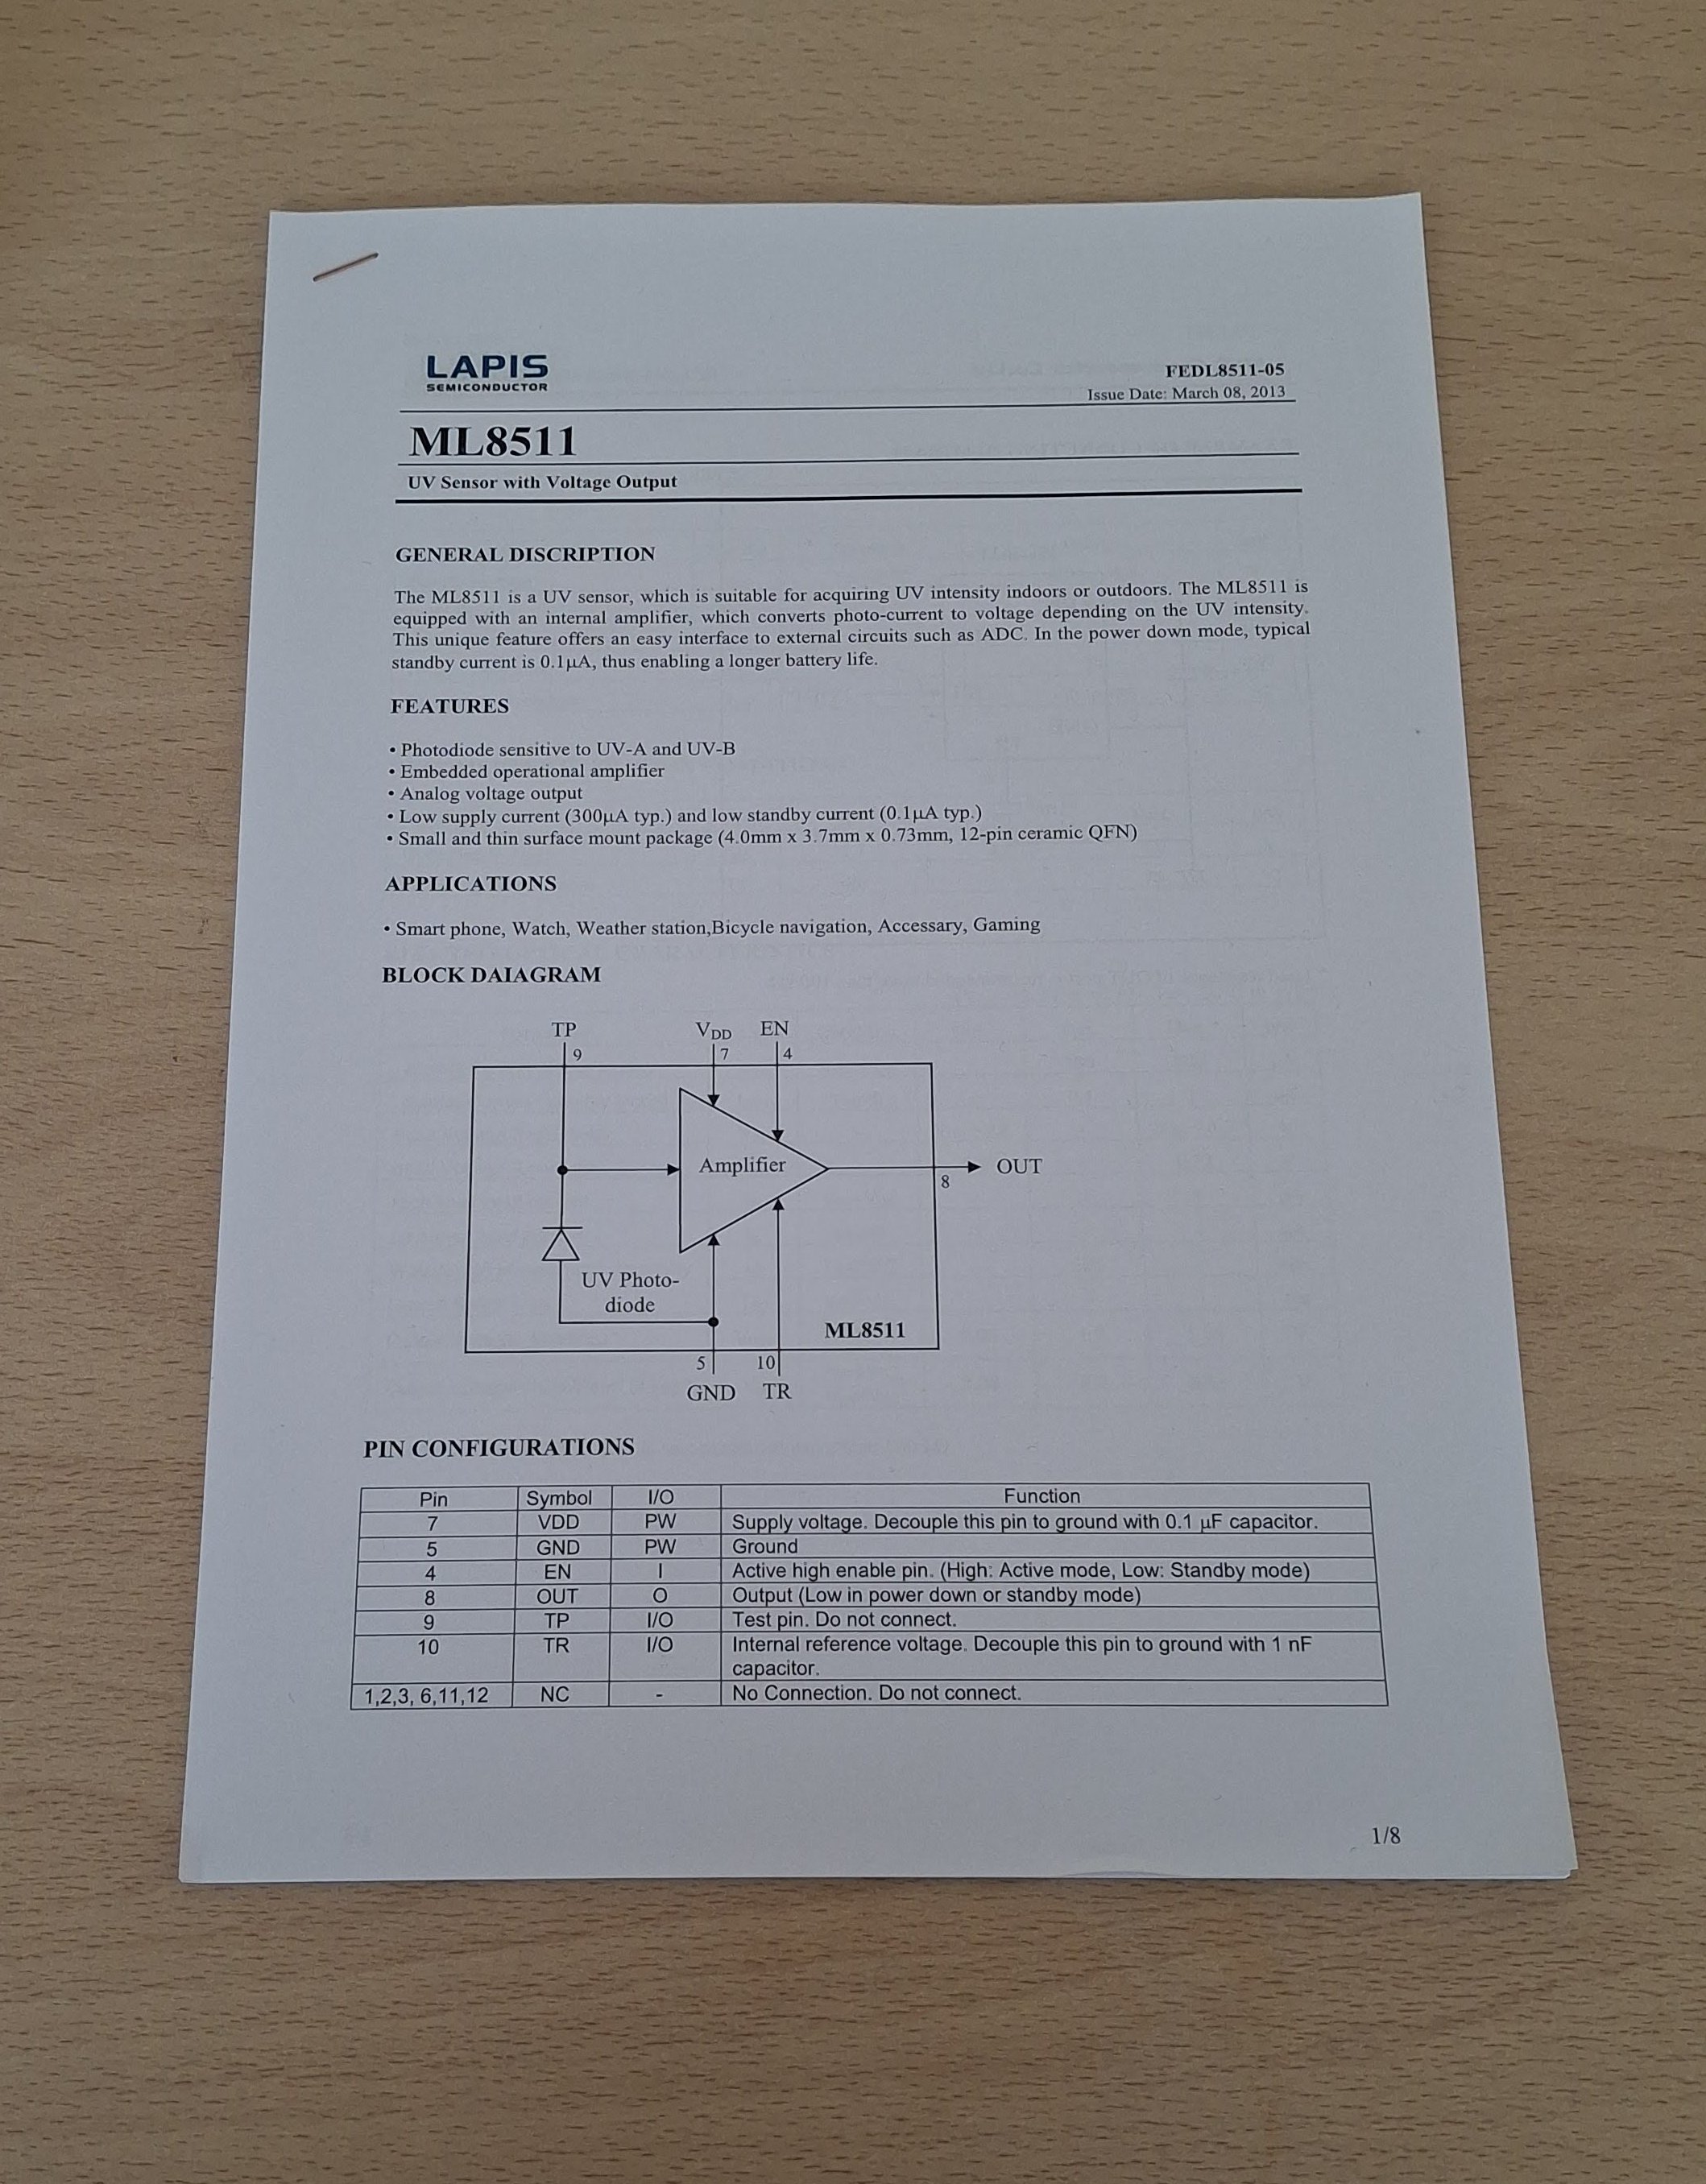 LAPIS
SEMICONDUCTOR
FEDL8511-05
Issue Date: March 08, 2013
ML8511
UV Sensor with Voltage Output
GENERAL DISCRIPTION
The ML8511 is a UV sensor, which is suitable for acquiring UV intensity indoors or outdoors. The ML8511 is
equipped with an internal amplifier, which converts photo-current to voltage depending on the UV intensity.
This unique feature offers an easy interface to external circuits such as ADC. In the power down mode, typical
standby current is 0.1µA, thus enabling a longer battery life.
FEATURES
• Photodiode sensitive to UV-A and UV-B
• Embedded operational amplifier
• Analog voltage output
• Low supply current (300µA typ.) and low standby current (0.1µA typ.)
• Small and thin surface mount package (4.0mm x 3.7mm x 0.73mm, 12-pin ceramic QFN)
APPLICATIONS
• Smart phone, Watch, Weather station,Bicycle navigation, Accessary, Gaming
BLOCK DAIAGRAM
TP VDD EN
9 7 4
Amplifier
OUT
8
UV Photo-
diode
ML8511
5 10
GND TR
PIN CONFIGURATIONS
Pin Symbol I/O Function
7 VDD PW Supply voltage. Decouple this pin to ground with 0.1 µF capacitor.
5 GND PW Ground
4 EN I Active high enable pin. (High: Active mode, Low: Standby mode)
8 OUT O Output (Low in power down or standby mode)
9 TP I/O Test pin. Do not connect.
10 TR I/O Internal reference voltage. Decouple this pin to ground with 1 nF
capacitor.
1,2,3, 6,11,12 NC - No Connection. Do not connect.
1/8